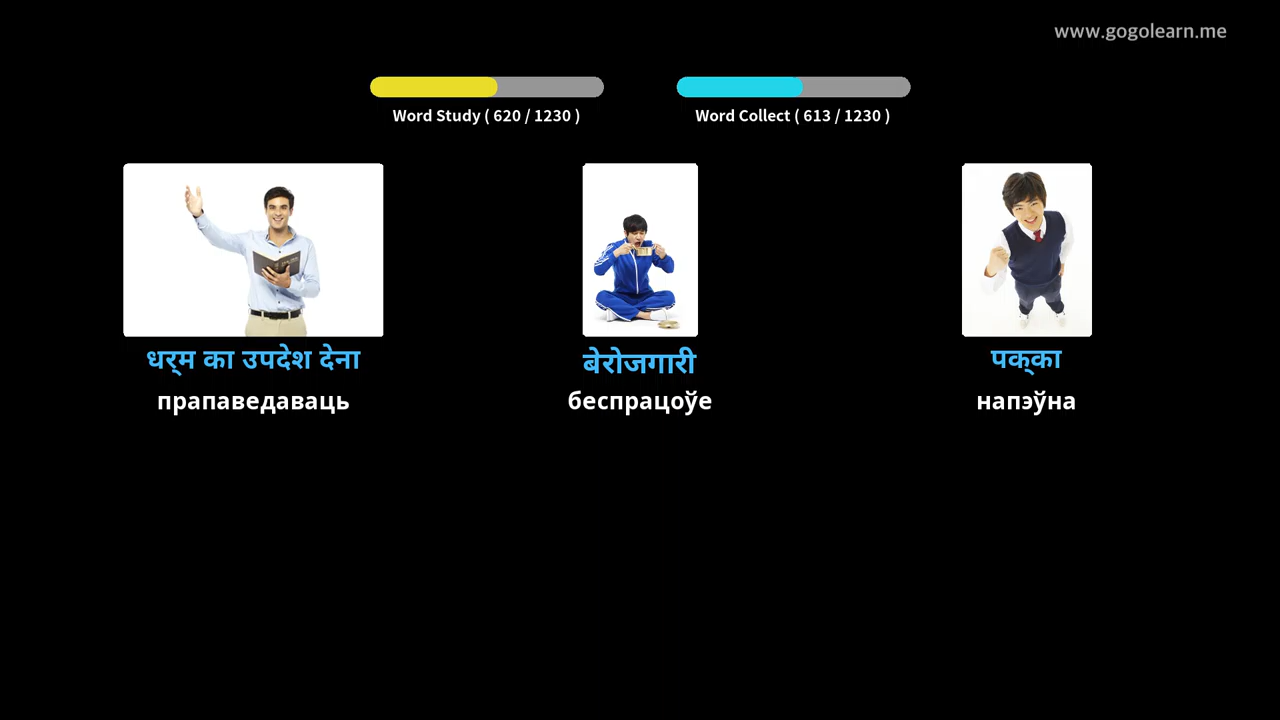 www.gogolearn.me
Word Study ( 620 / 1230 )
Word Collect ( 613 / 1230 )
धर्‌म का उपदेश देना
बेरोजगारी
पक्‌का
прапаведаваць
беспрацоўе
напэўна